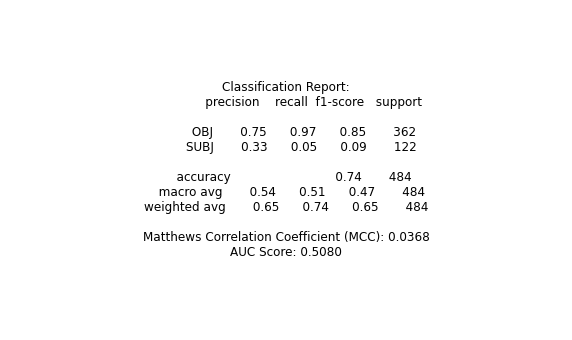 Classification Report:
precision recall f1-score support
OBJ 0.75 0.97 0.85 362
SUBJ 0.33 0.05 0.09 122
accuracy 0.74 484
macro avg 0.54 0.51 0.47 484
weighted avg 0.65 0.74 0.65 484
Matthews Correlation Coefficient (MCC): 0.0368
AUC Score: 0.5080